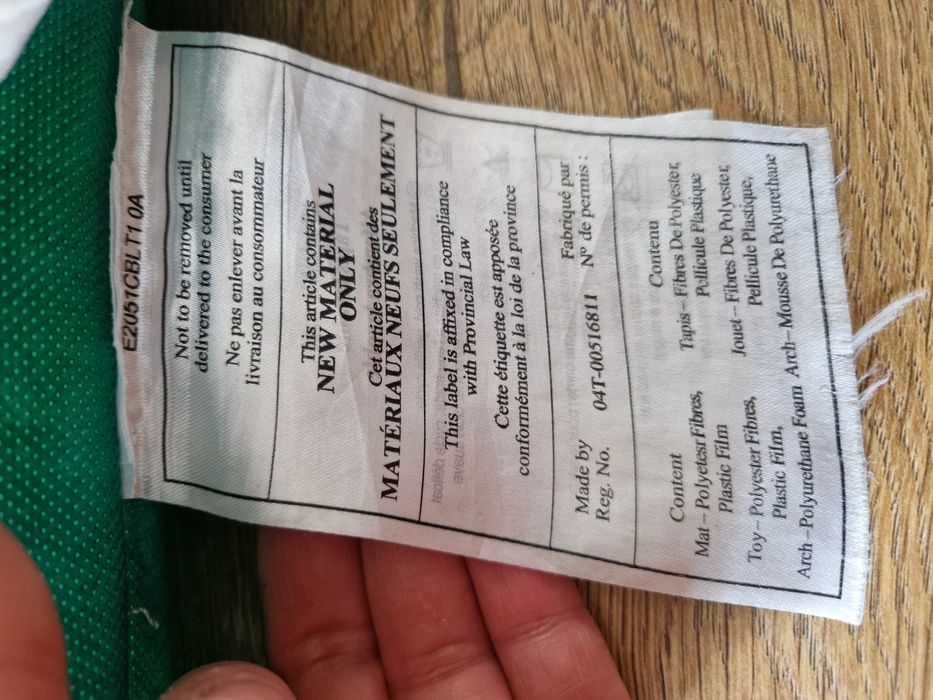 E2051CBLT1 0A
Not to be removed until
delivered to the consumer
Ne pas enlever avant la
livraison au consommateur
This article contains
NEW MATERIAL
ONLY
Cet article contient des
MATÉRIAUX NEUFS SEULEMENT
This label is affixed in compliance
with Provincial Law
Cette étiquette est apposée
conformément à la loi de la province
Made by Fabriqué par
Reg. No. 04T-00516811 Nº de permis :
Content Contenu
Mat – Polyetesr Fibres, Tapis – Fibres De Polyester,
Plastic Film Pellicule Plastique
Toy – Polyester Fibres, Jouet – Fibres De Polyester,
Plastic Film, Pellicule Plastique,
Arch – Polyurethane Foam Arch – Mousse De Polyurethane